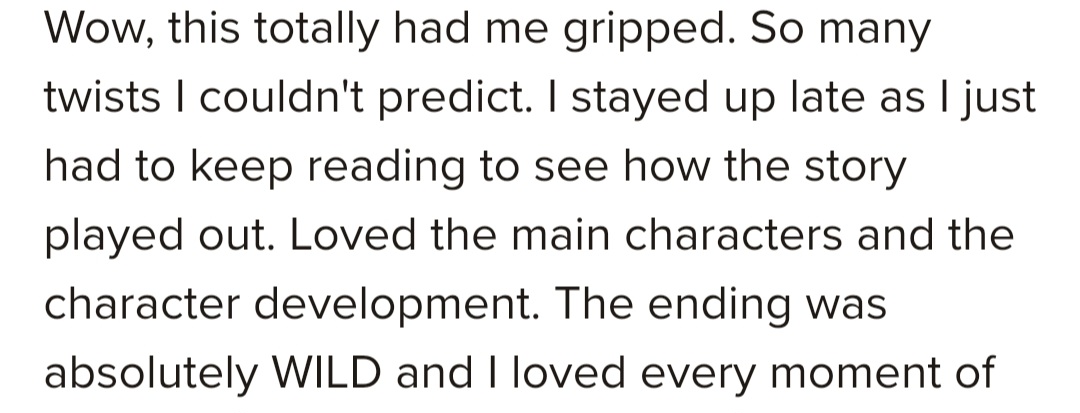 Wow, this totally had me gripped. So many
twists I couldn't predict. I stayed up late as I just
had to keep reading to see how the story
played out. Loved the main characters and the
character development. The ending was
absolutely WILD and I loved every moment of